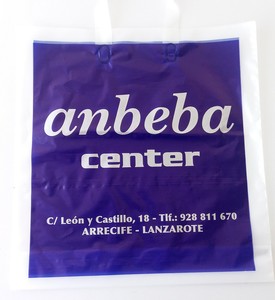 anbeba
center
C/ León y Castillo, 18 - Tlf.: 928 811 670
ARRECIFE - LANZAROTE